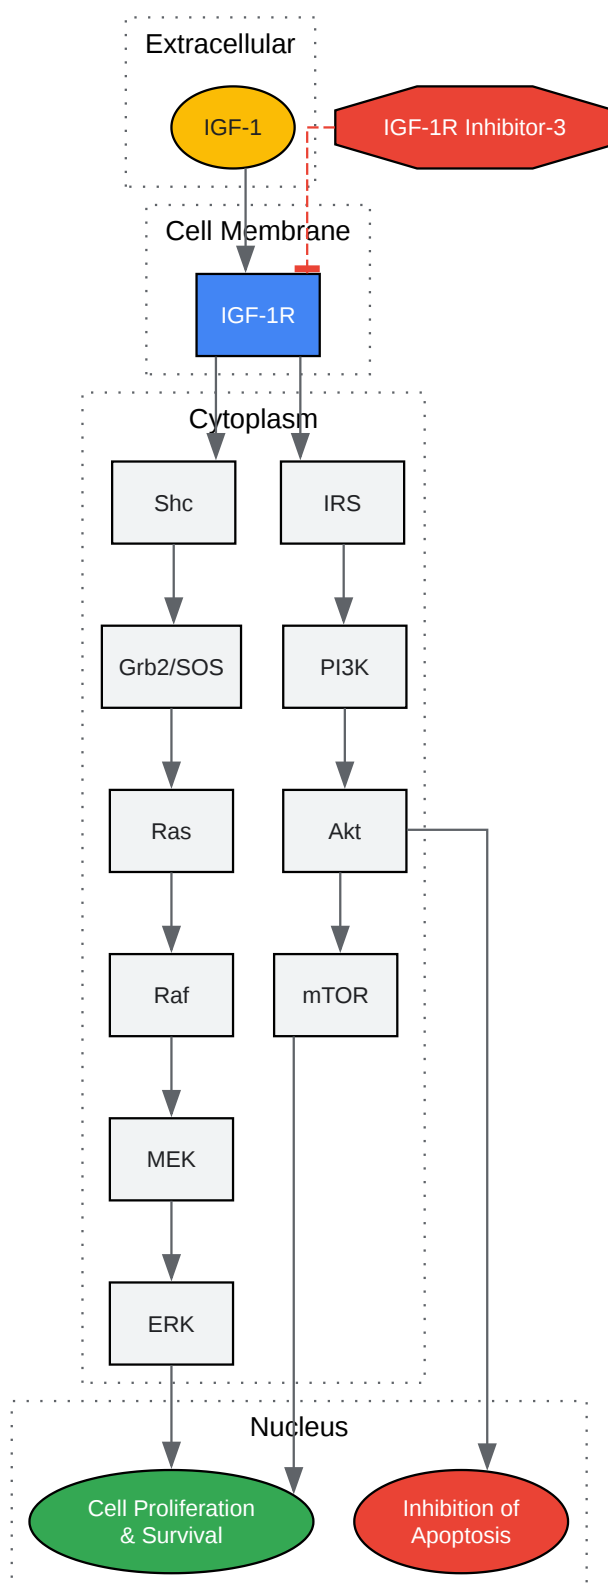 Extracellular
IGF-1
IGF-1R Inhibitor-3
Cell Membrane
IGF-1R
Cytoplasm
Shc
IRS
Grb2/SOS
PI3K
Ras
Akt
Raf
mTOR
MEK
ERK
Nucleus
Cell Proliferation
& Survival
Inhibition of
Apoptosis